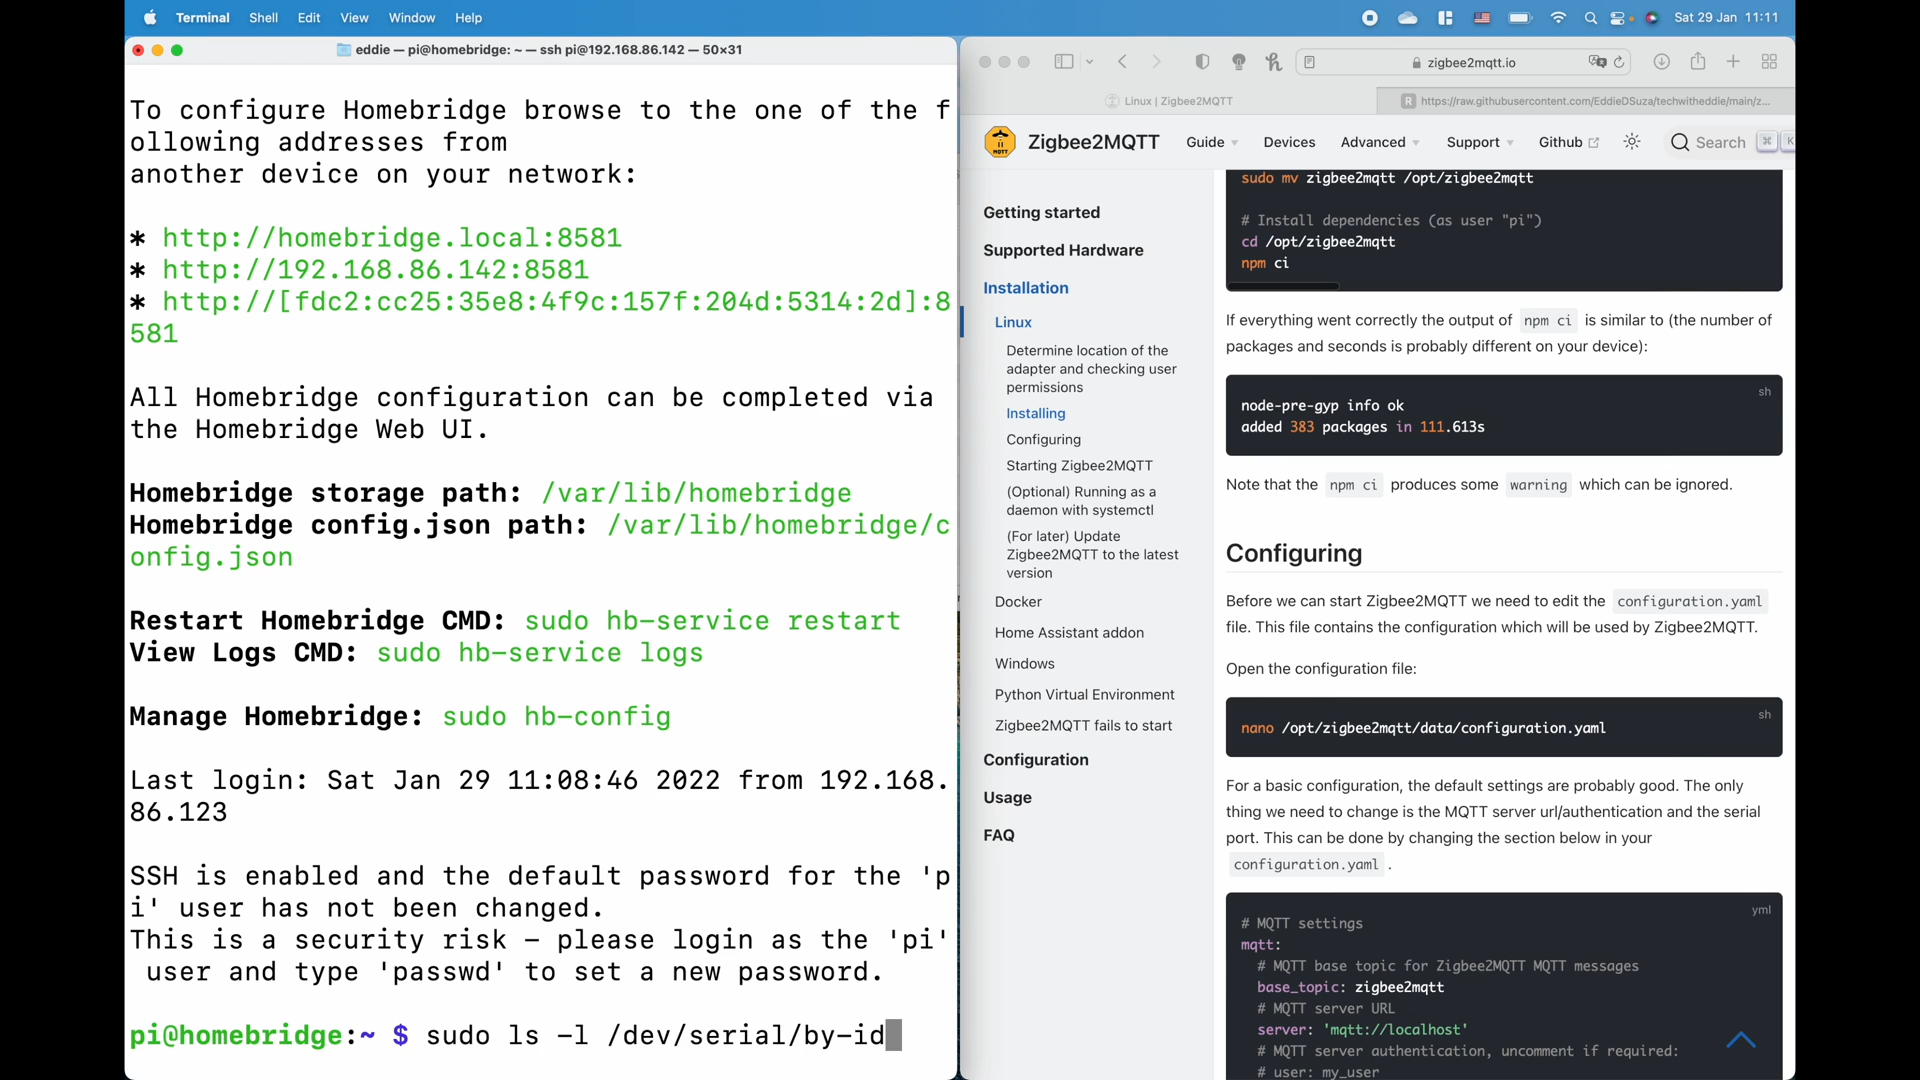 Terminal Shell Edit View Window Help
Sat 29 Jan 11:11
eddie — pi@homebridge: ~ — ssh pi@192.168.86.142 — 50×31
To configure Homebridge browse to the one of the f
ollowing addresses from
another device on your network:
* http://homebridge.local:8581
* http://192.168.86.142:8581
* http://[fdc2:cc25:35e8:4f9c:157f:204d:5314:2d]:8
581
All Homebridge configuration can be completed via
the Homebridge Web UI.
Homebridge storage path: /var/lib/homebridge
Homebridge config.json path: /var/lib/homebridge/c
onfig.json
Restart Homebridge CMD: sudo hb-service restart
View Logs CMD: sudo hb-service logs
Manage Homebridge: sudo hb-config
Last login: Sat Jan 29 11:08:46 2022 from 192.168.
86.123
SSH is enabled and the default password for the 'p
i' user has not been changed.
This is a security risk – please login as the 'pi'
user and type 'passwd' to set a new password.
pi@homebridge:~ $ sudo ls -l /dev/serial/by-id
zigbee2mqtt.io
Linux | Zigbee2MQTT
R https://raw.githubusercontent.com/EddieDSuza/techwitheddie/main/z...
MQTT
Zigbee2MQTT
Guide Devices Advanced Support Github
Search ⌘ K
Getting started
Supported Hardware
Installation
Linux
Determine location of the
adapter and checking user
permissions
Installing
Configuring
Starting Zigbee2MQTT
(Optional) Running as a
daemon with systemctl
(For later) Update
Zigbee2MQTT to the latest
version
Docker
Home Assistant addon
Windows
Python Virtual Environment
Zigbee2MQTT fails to start
Configuration
Usage
FAQ
sudo mv zigbee2mqtt /opt/zigbee2mqtt
# Install dependencies (as user "pi")
cd /opt/zigbee2mqtt
npm ci
If everything went correctly the output of npm ci is similar to (the number of
packages and seconds is probably different on your device):
sh
node-pre-gyp info ok
added 383 packages in 111.613s
Note that the npm ci produces some warning which can be ignored.
Configuring
Before we can start Zigbee2MQTT we need to edit the configuration.yaml
file. This file contains the configuration which will be used by Zigbee2MQTT.
Open the configuration file:
sh
nano /opt/zigbee2mqtt/data/configuration.yaml
For a basic configuration, the default settings are probably good. The only
thing we need to change is the MQTT server url/authentication and the serial
port. This can be done by changing the section below in your
configuration.yaml .
yml
# MQTT settings
mqtt:
# MQTT base topic for Zigbee2MQTT MQTT messages
base_topic: zigbee2mqtt
# MQTT server URL
server: 'mqtt://localhost'
# MQTT server authentication, uncomment if required:
# user: my_user